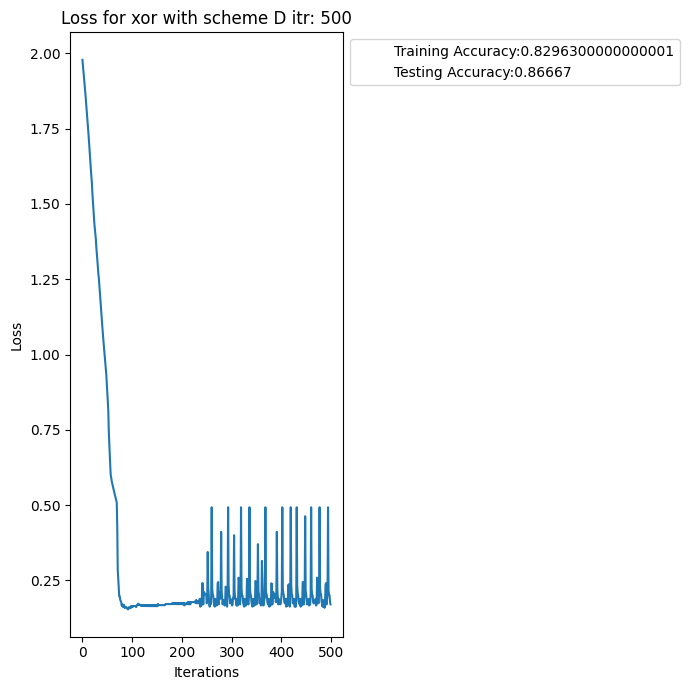 Loss for xor with scheme D itr: 500
Training Accuracy:0.8296300000000001
Testing Accuracy:0.86667
2.00
1.75
1.50
1.25
1.00
0.75
0.50
0.25
Loss
0 100 200 300 400 500
Iterations